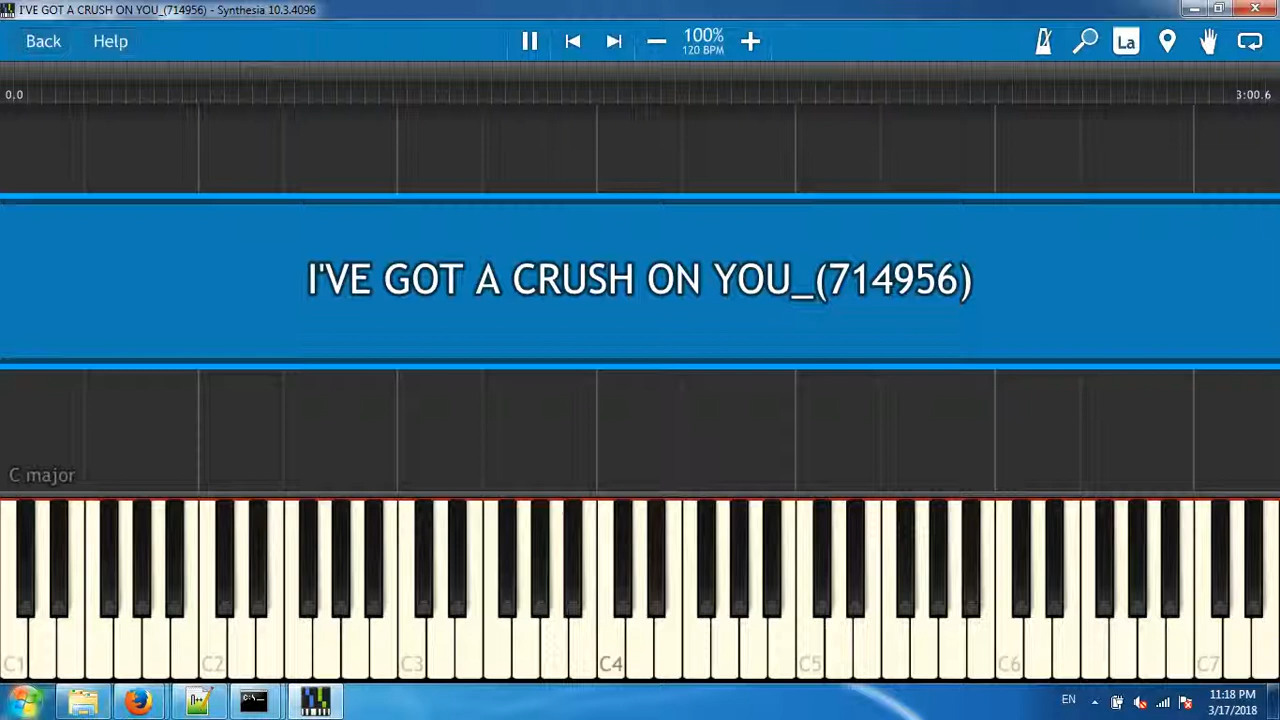 I'VE GOT A CRUSH ON YOU_(714956) - Synthesia 10.3.4096
Back Help 100% La
120 BPM
0,0 3:00.6
I'VE GOT A CRUSH ON YOU_(714956)
C major
C1 C2 C3 C4 C5 C6 C7
EN 11:18 PM
3/17/2018